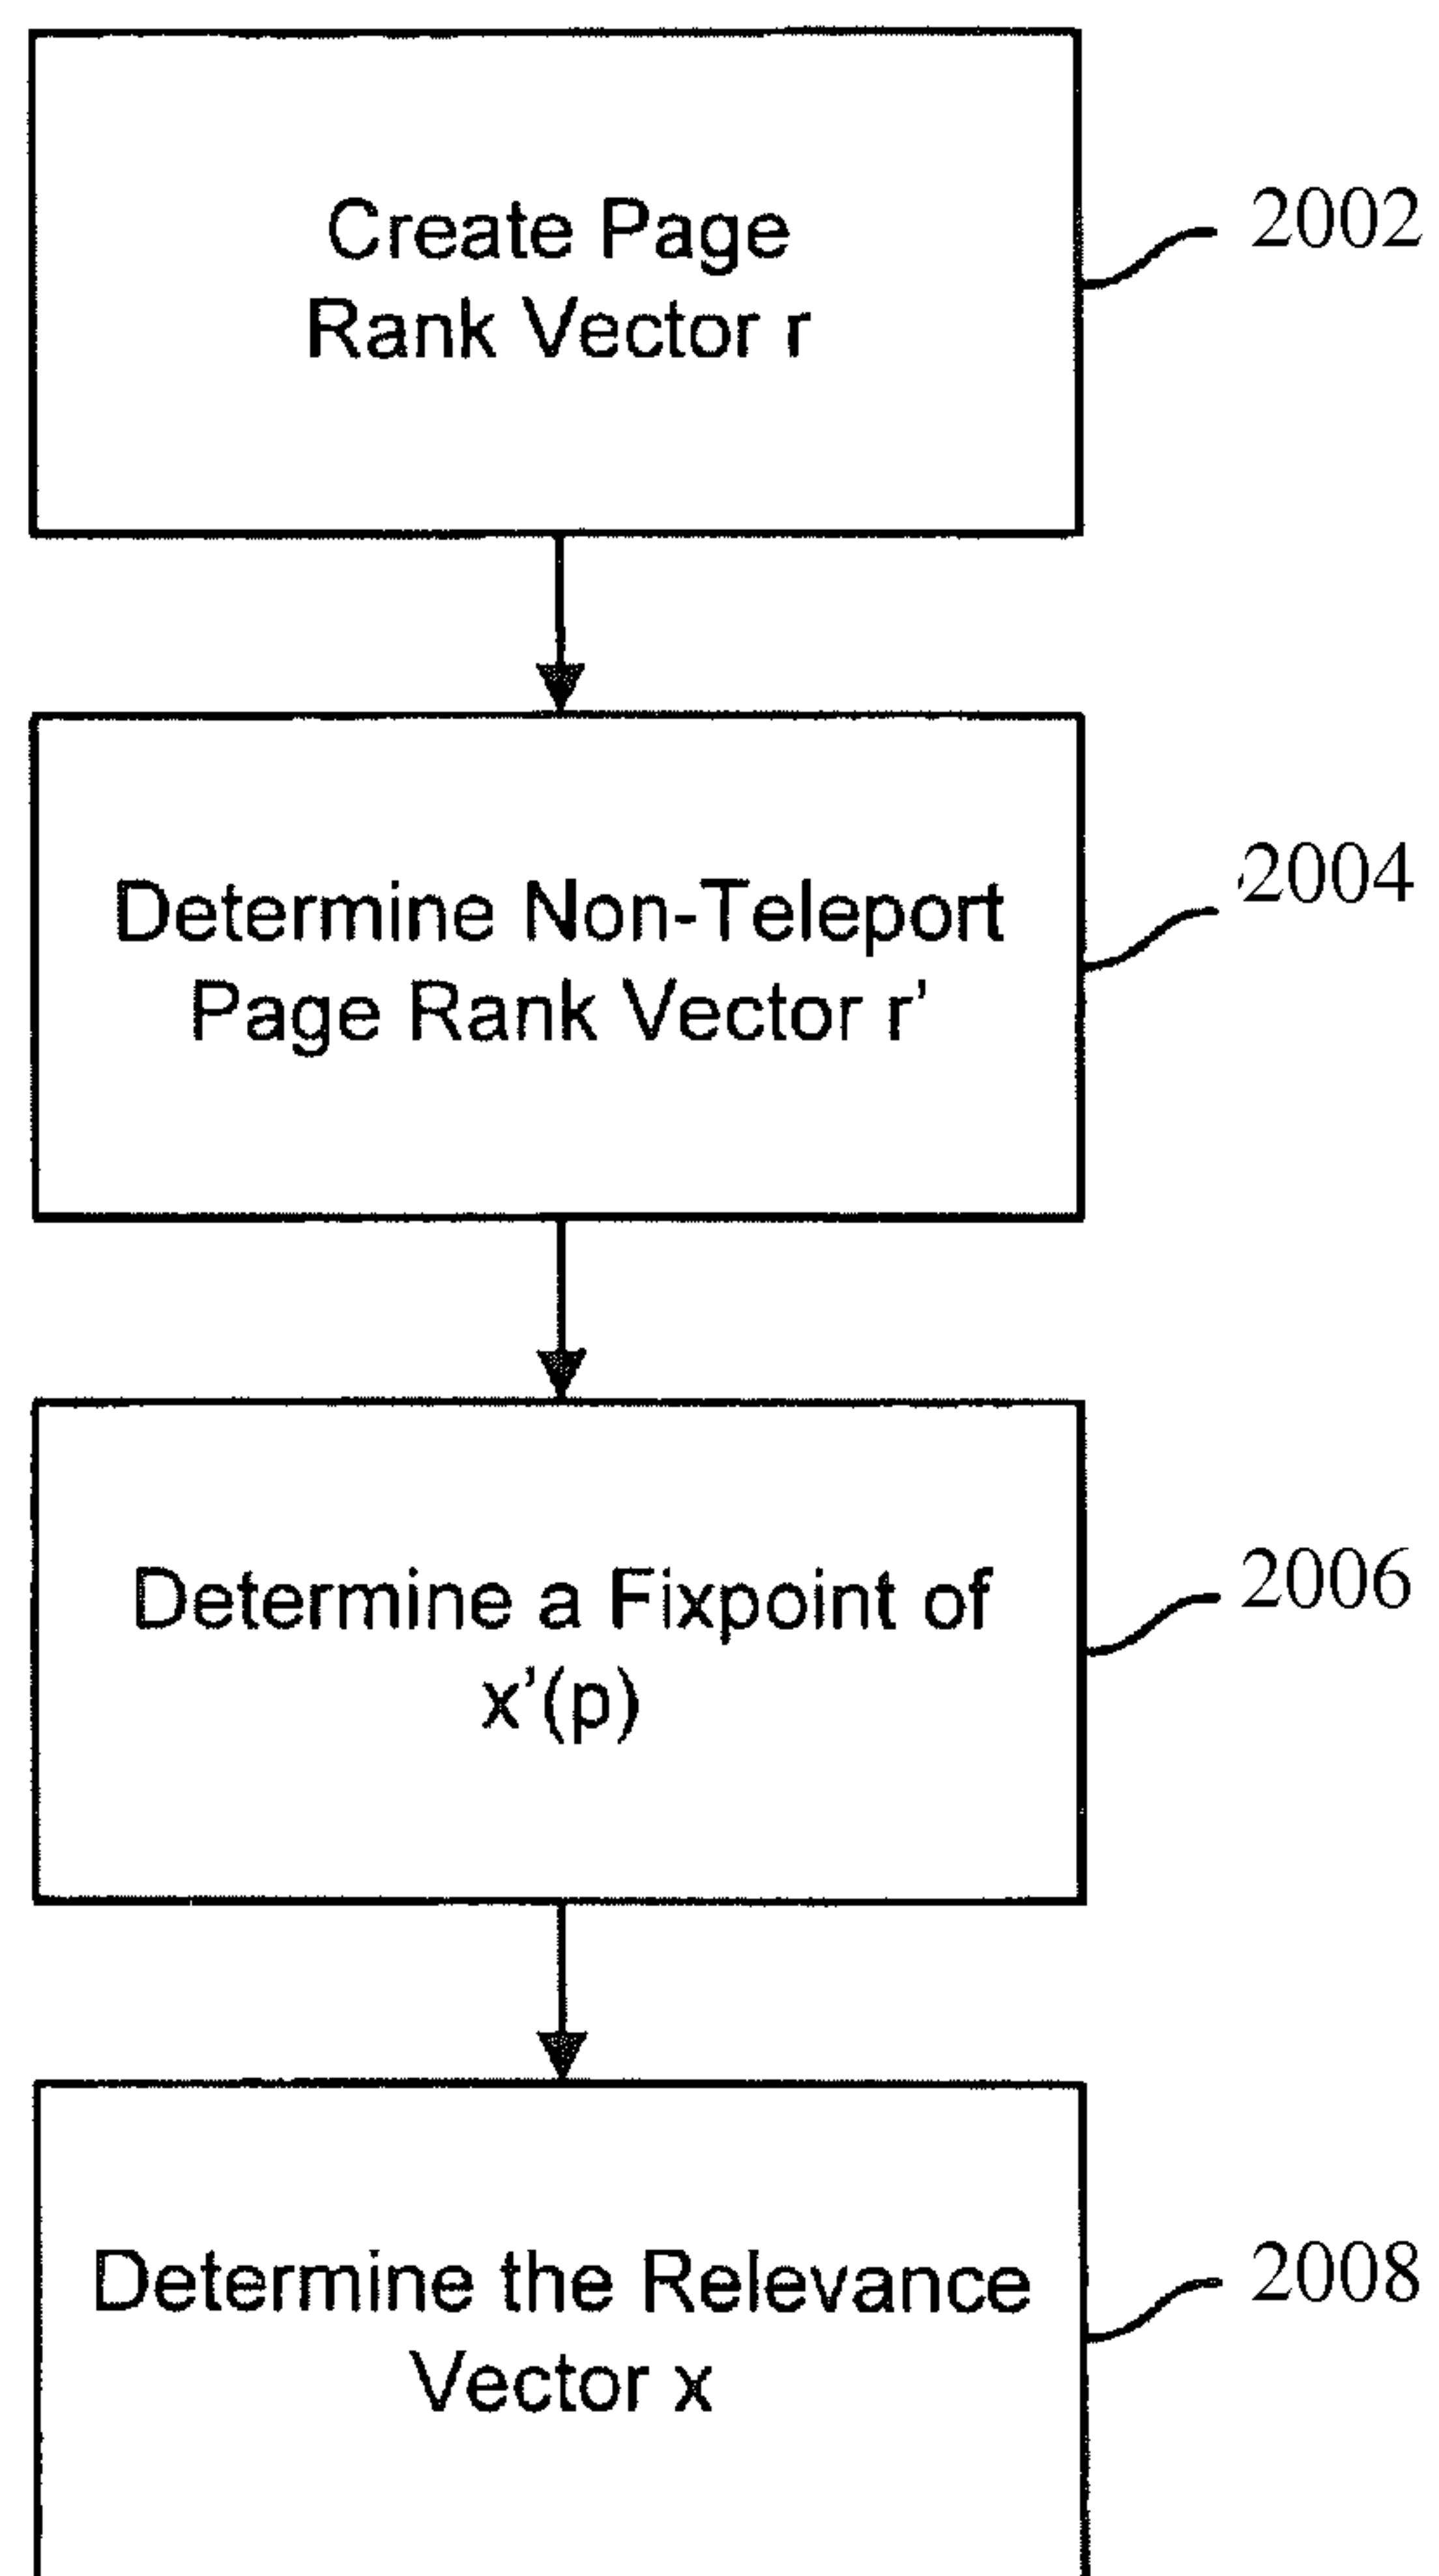 Create Page
Rank Vector r
2002
Determine Non-Teleport
Page Rank Vector r'
2004
Determine a Fixpoint of
x'(p)
2006
Determine the Relevance
Vector x
2008